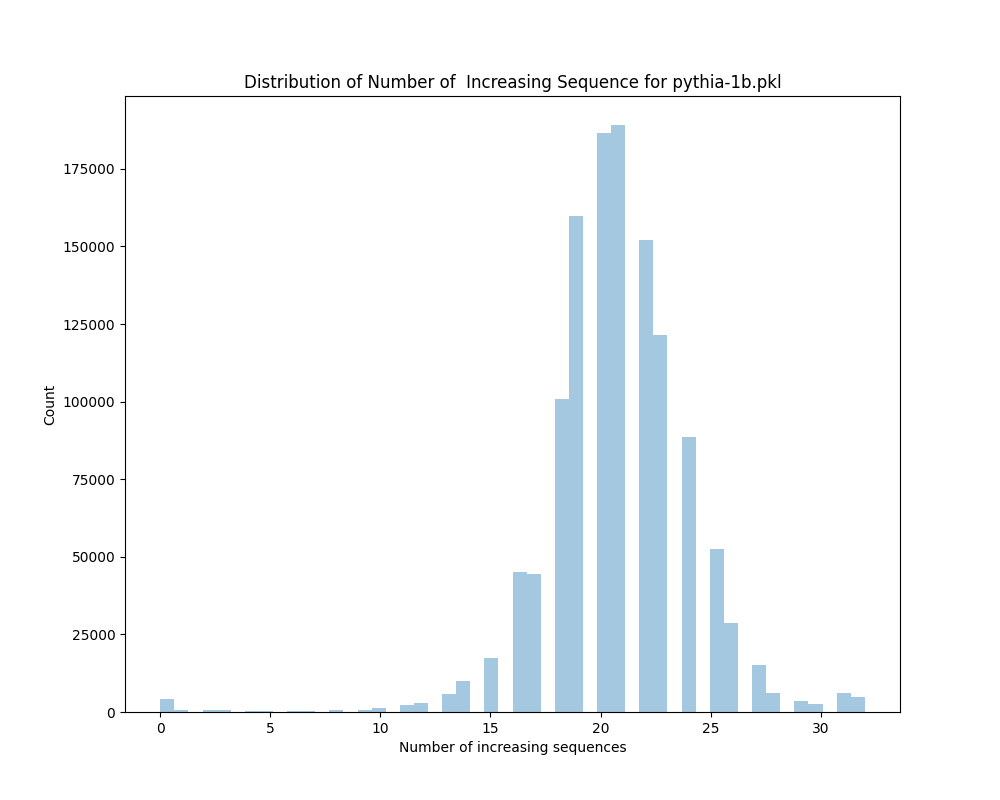 Distribution of Number of  Increasing Sequence for pythia-1b.pkl
175000
150000
125000
100000
75000
50000
25000
0
Count
0 5 10 15 20 25 30
Number of increasing sequences